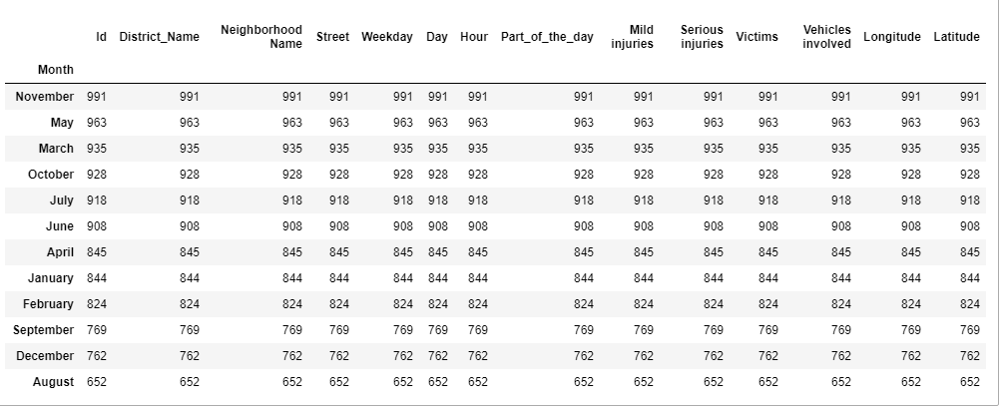 Id District_Name Neighborhood Name Street Weekday Day Hour Part_of_the_day Mild injuries Serious injuries Victims Vehicles involved Longitude Latitude
Month
November 991 991 991 991 991 991 991 991 991 991 991 991 991 991
May 963 963 963 963 963 963 963 963 963 963 963 963 963 963
March 935 935 935 935 935 935 935 935 935 935 935 935 935 935
October 928 928 928 928 928 928 928 928 928 928 928 928 928 928
July 918 918 918 918 918 918 918 918 918 918 918 918 918 918
June 908 908 908 908 908 908 908 908 908 908 908 908 908 908
April 845 845 845 845 845 845 845 845 845 845 845 845 845 845
January 844 844 844 844 844 844 844 844 844 844 844 844 844 844
February 824 824 824 824 824 824 824 824 824 824 824 824 824 824
September 769 769 769 769 769 769 769 769 769 769 769 769 769 769
December 762 762 762 762 762 762 762 762 762 762 762 762 762 762
August 652 652 652 652 652 652 652 652 652 652 652 652 652 652